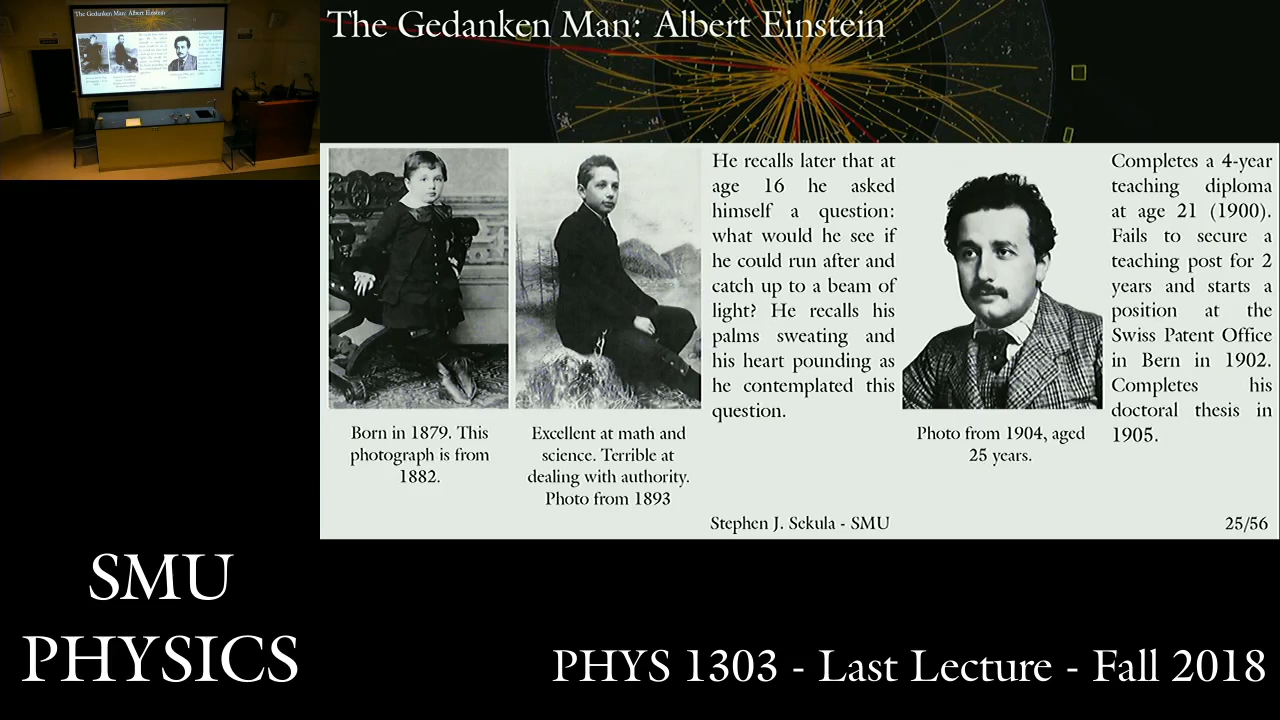 The Gedanken Man: Albert Einstein
The Gedanken Man: Albert Einstein
He recalls later that at
age 16 he asked
himself a question:
what would he see if
he could run after and
catch up to a beam of
light? He recalls his
palms sweating and
his heart pounding as
he contemplated this
question.
Completes a 4-year
teaching diploma
at age 21 (1900).
Fails to secure a
teaching post for 2
years and starts a
position at the
Swiss Patent Office
in Bern in 1902.
Completes his
doctoral thesis in
1905.
Born in 1879. This
photograph is from
1882.
Excellent at math and
science. Terrible at
dealing with authority.
Photo from 1893
Photo from 1904, aged
25 years.
Stephen J. Sekula - SMU
25/56
SMU
PHYSICS
PHYS 1303 - Last Lecture - Fall 2018